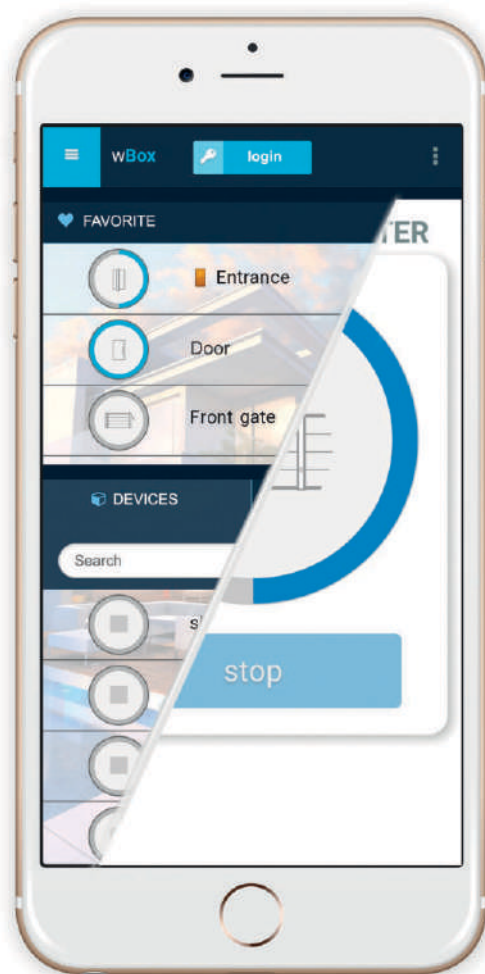 wBox
login
TER
FAVORITE
Entrance
Door
Front gate
DEVICES
Search
stop